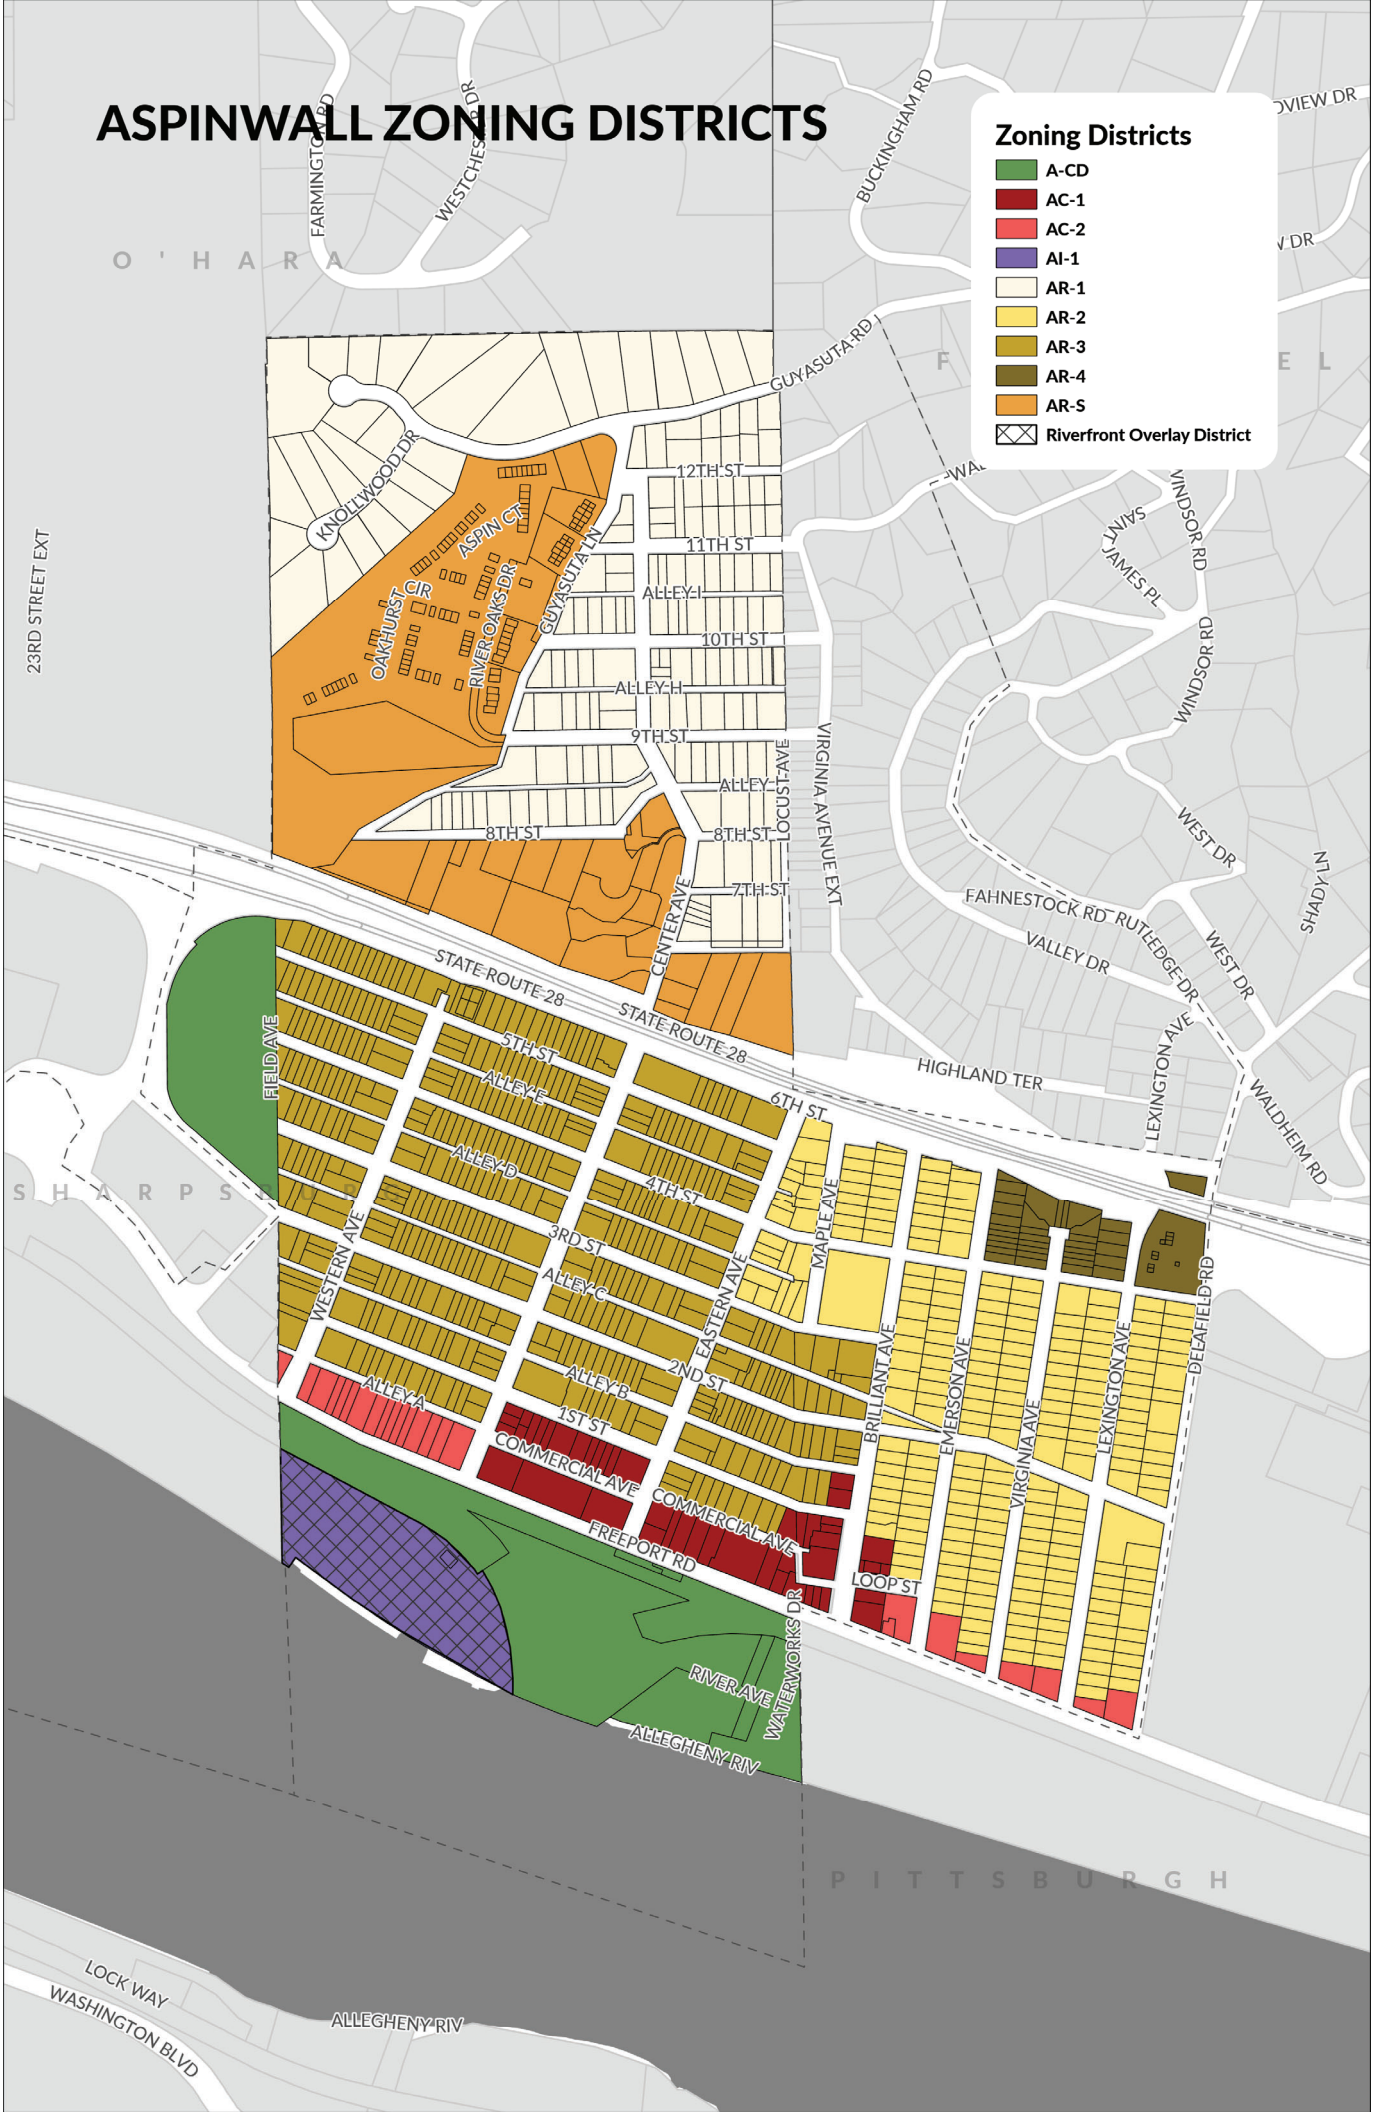 ASPINWALL ZONING DISTRICTS
FARMINGTON RD
WESTCHESTER DR
BUCKINGHAM RD
DVIEW DR
W DR
Zoning Districts
A-CD
AC-1
AC-2
AI-1
AR-1
AR-2
AR-3
AR-4
AR-S
Riverfront Overlay District
O'HARA
F
EL
GUYASUTA RD
KNOLLWOOD DR
12TH ST
WAL
WINDSOR RD
SAINT JAMES PL
ASPIN CT
11TH ST
23RD STREET EXT
OAKHURST CIR
RIVER OAKS DR
GUYASUTA LN
ALLEY I
10TH ST
WINDSOR RD
ALLEY H
9TH ST
ALLEY
LOCUST AVE
VIRGINIA AVENUE EXT
8TH ST
8TH ST
WEST DR
SHADY LN
7TH ST
CENTER AVE
FAHNESTOCK RD
RUTLEDGE DR
VALLEY DR
WEST DR
STATE ROUTE 28
STATE ROUTE 28
FIELD AVE
5TH ST
ALLEY E
6TH ST
HIGHLAND TER
LEXINGTON AVE
WALDHEIM RD
SHARPSBURG
ALLEY D
4TH ST
MAPLE AVE
WESTERN AVE
3RD ST
ALLEY C
EASTERN AVE
DELAFIELD RD
2ND ST
BRILLIANT AVE
EMERSON AVE
VIRGINIA AVE
LEXINGTON AVE
ALLEY A
ALLEY B
1ST ST
COMMERCIAL AVE
COMMERCIAL AVE
FREEPORT RD
LOOP ST
WATERWORKS DR
RIVER AVE
ALLEGHENY RIV
PITTSBURGH
LOCK WAY
WASHINGTON BLVD
ALLEGHENY RIV